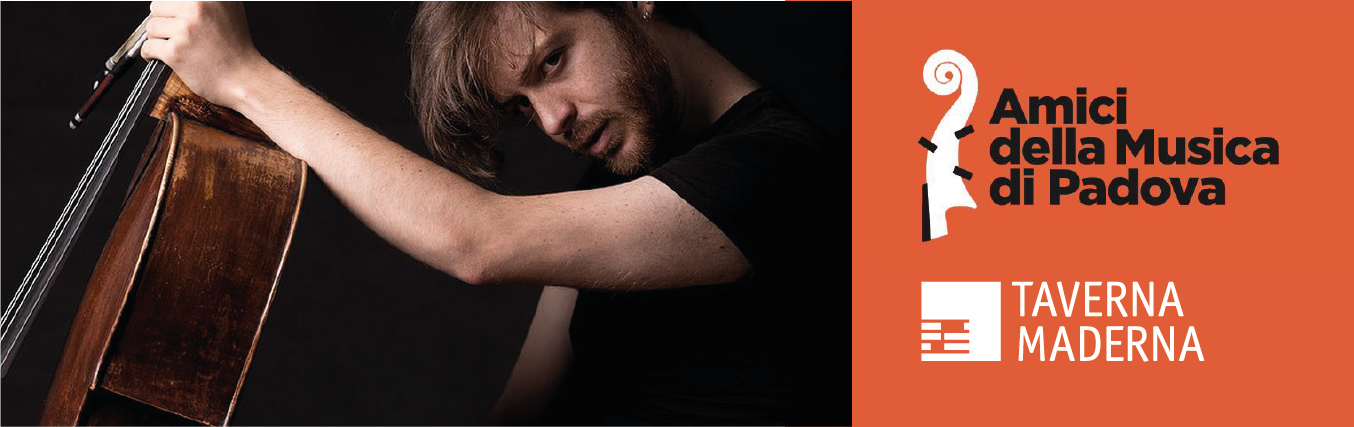 Amici
della Musica
di Padova
TAVERNA
MADERNA